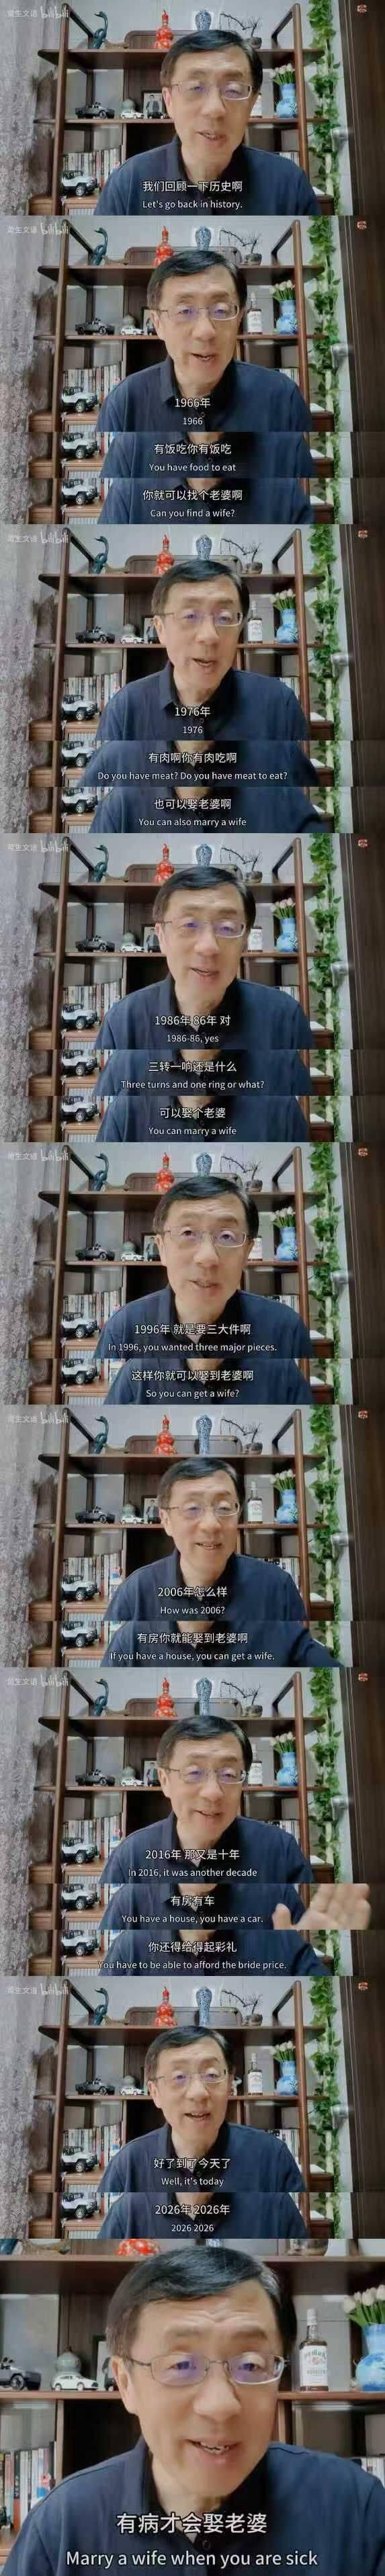 我们回顾一下历史啊
Let's go back in history.
1966年
1966
有饭吃你有饭吃
You have food to eat
你就可以找个老婆啊
Can you find a wife?
1976年
1976
有肉啊你有肉吃啊
Do you have meat? Do you have meat to eat?
也可以娶老婆啊
You can also marry a wife
1986年 86年 对
1986-86, yes
三转一响还是什么
Three turns and one ring or what?
可以娶个老婆
You can marry a wife
1996年 就是要三大件啊
In 1996, you wanted three major pieces.
这样你就可以娶到老婆啊
So you can get a wife?
2006年怎么样
How was 2006?
有房你就能娶到老婆啊
If you have a house, you can get a wife.
2016年 那又是十年
In 2016, it was another decade
有房有车
You have a house, you have a car.
你还得给得起彩礼
You have to be able to afford the bride price.
好了到了今天了
Well, it's today
2026年 2026年
2026 2026
有病才会娶老婆
Marry a wife when you are sick